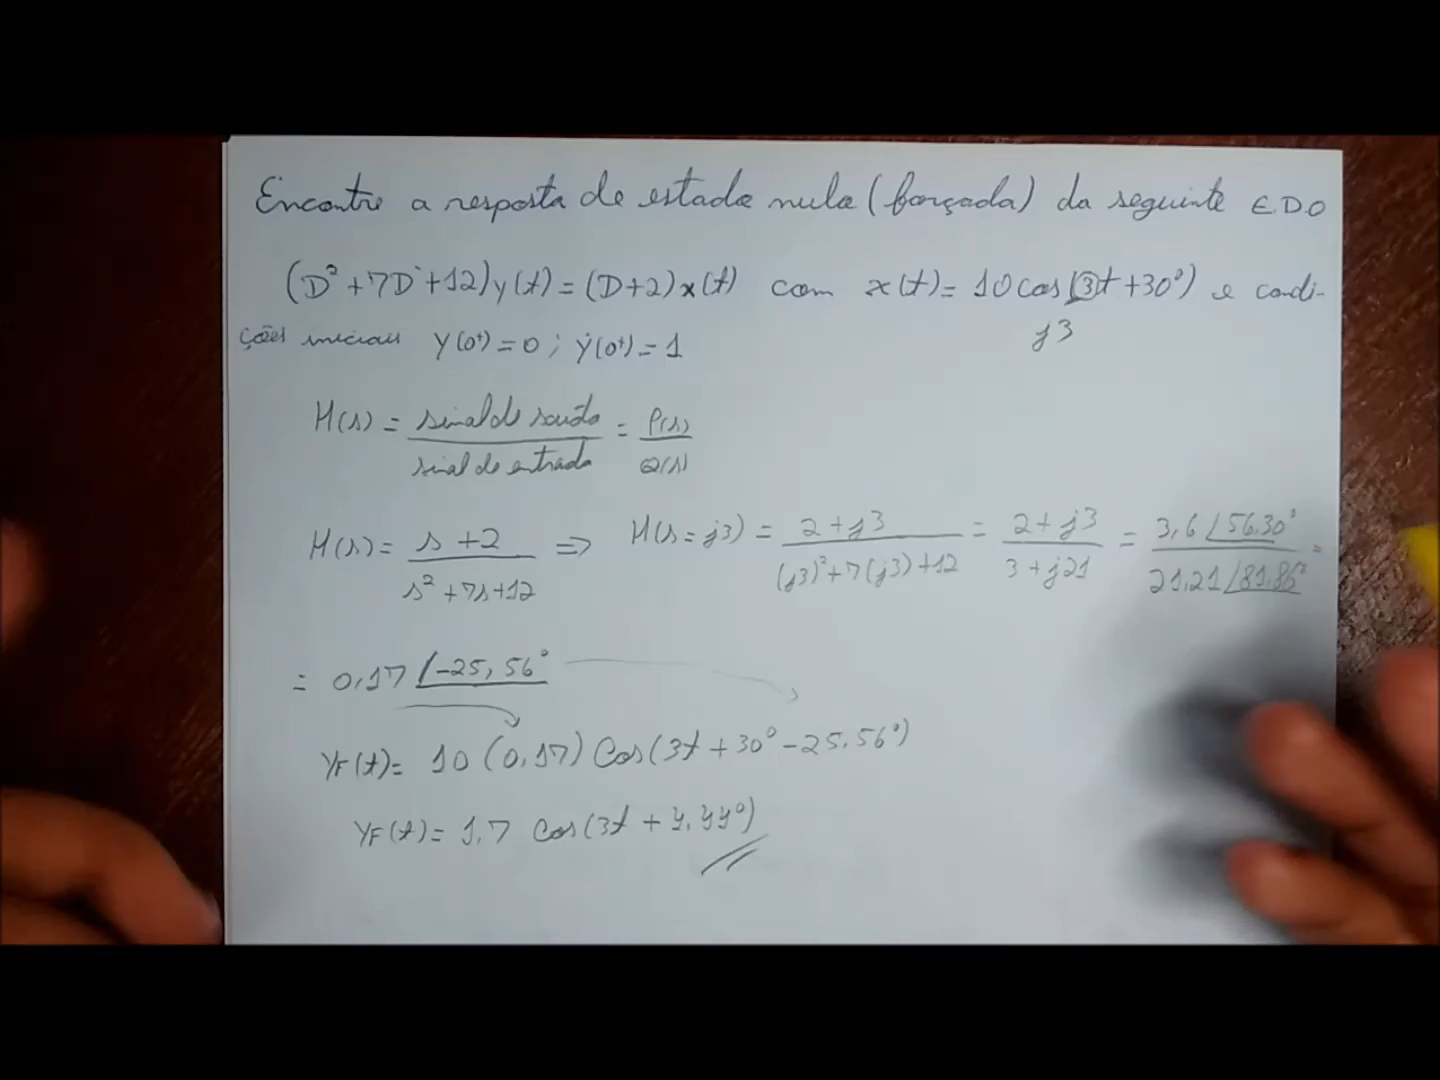 Encontre a resposta de estado nulo (forçada) da seguinte E.D.O
(D² + 7D + 12) y(t) = (D+2) x(t) com x(t) = 10 cos(3t + 30°) e condi-
ções iniciais y(0⁺) = 0 ; ẏ(0⁺) = 1
j3
H(s) = sinal de saída / sinal de entrada = P(s) / Q(s)
H(s) = s + 2 / s² + 7s + 12 ⇒ H(s = j3) = 2 + j3 / (j3)² + 7(j3) + 12 = 2 + j3 / 3 + j21 = 3,6 ∠56.30° / 21.21 ∠81.86° =
= 0,17 ∠-25,56°
YF(t) = 10 (0,17) Cos(3t + 30° - 25.56°)
YF(t) = 1,7 Cos(3t + 4,44°)